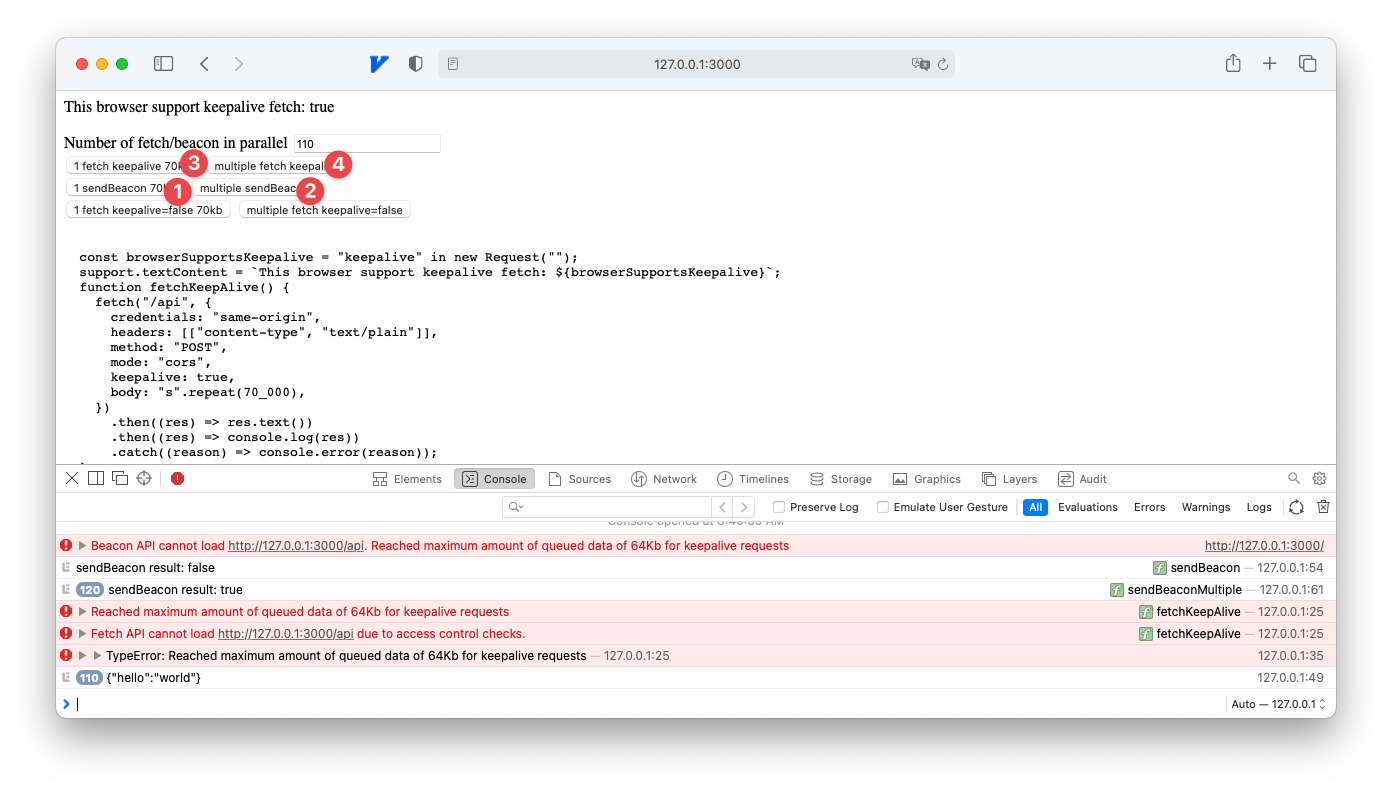 127.0.0.1:3000
This browser support keepalive fetch: true
Number of fetch/beacon in parallel 110
1 fetch keepalive 70k 3 multiple fetch keepal 4
1 sendBeacon 70 1 multiple sendBeac 2
1 fetch keepalive=false 70kb multiple fetch keepalive=false
const browserSupportsKeepalive = "keepalive" in new Request("");
support.textContent = `This browser support keepalive fetch: ${browserSupportsKeepalive}`;
function fetchKeepAlive() {
fetch("/api", {
credentials: "same-origin",
headers: [["content-type", "text/plain"]],
method: "POST",
mode: "cors",
keepalive: true,
body: "s".repeat(70_000),
})
.then((res) => res.text())
.then((res) => console.log(res))
.catch((reason) => console.error(reason));
Elements Console Sources Network Timelines Storage Graphics Layers Audit
Preserve Log Emulate User Gesture All Evaluations Errors Warnings Logs
Beacon API cannot load http://127.0.0.1:3000/api. Reached maximum amount of queued data of 64Kb for keepalive requests http://127.0.0.1:3000/
sendBeacon result: false f sendBeacon — 127.0.0.1:54
120 sendBeacon result: true f sendBeaconMultiple — 127.0.0.1:61
Reached maximum amount of queued data of 64Kb for keepalive requests f fetchKeepAlive — 127.0.0.1:25
Fetch API cannot load http://127.0.0.1:3000/api due to access control checks. f fetchKeepAlive — 127.0.0.1:25
TypeError: Reached maximum amount of queued data of 64Kb for keepalive requests — 127.0.0.1:25 127.0.0.1:35
110 {"hello":"world"} 127.0.0.1:49
Auto — 127.0.0.1